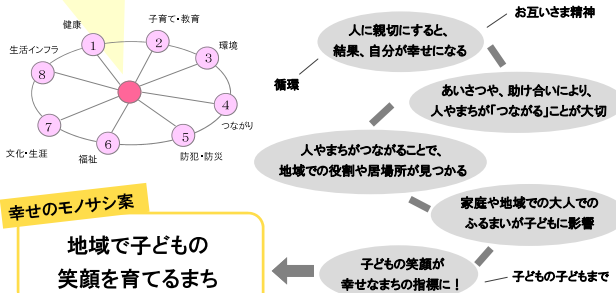 健康
1
子育て・教育
2
環境
3
4
つながり
5
防犯・防災
6
福祉
7
文化・生涯
8
生活インフラ
お互いさま精神
人に親切にすると、
結果、自分が幸せになる
循環
あいさつや、助け合いにより、
人やまちが「つながる」ことが大切
人やまちがつながることで、
地域での役割や居場所が見つかる
家庭や地域での大人での
ふるまいが子どもに影響
子どもの笑顔が
幸せなまちの指標に！
子どもの子どもまで
幸せのモノサシ案
地域で子どもの
笑顔を育てるまち